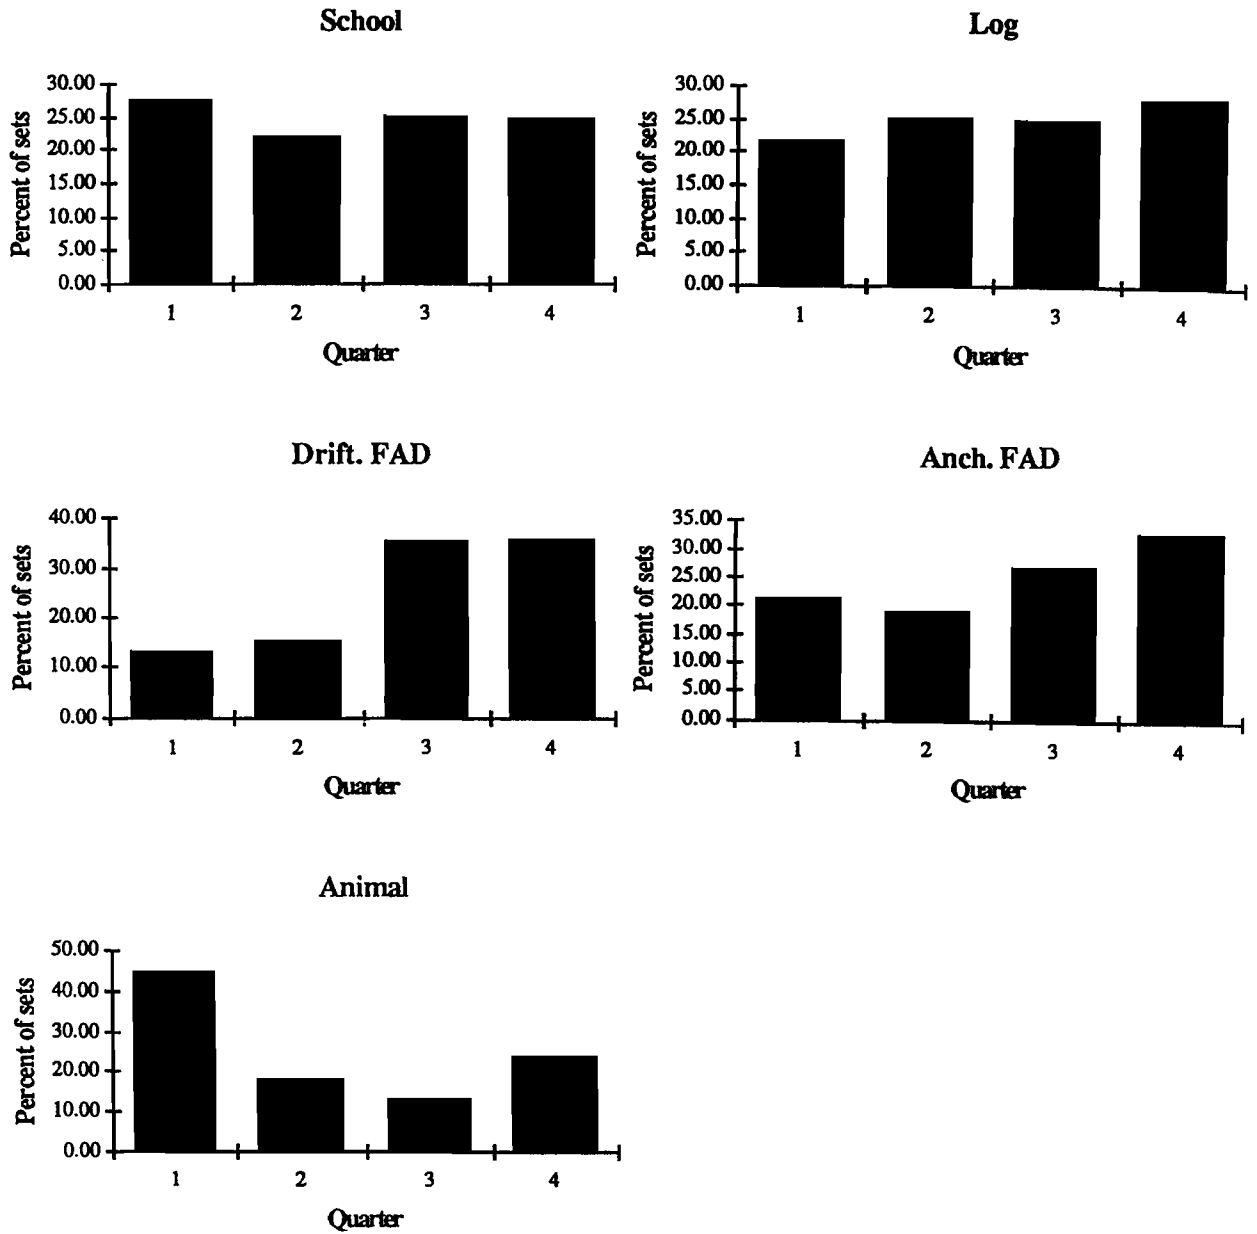 School
Percent of sets
30.00
25.00
20.00
15.00
10.00
5.00
0.00
1 2 3 4
Quarter
Log
Percent of sets
30.00
25.00
20.00
15.00
10.00
5.00
0.00
1 2 3 4
Quarter
Drift. FAD
Percent of sets
40.00
30.00
20.00
10.00
0.00
1 2 3 4
Quarter
Anch. FAD
Percent of sets
35.00
30.00
25.00
20.00
15.00
10.00
5.00
0.00
1 2 3 4
Quarter
Animal
Percent of sets
50.00
40.00
30.00
20.00
10.00
0.00
1 2 3 4
Quarter